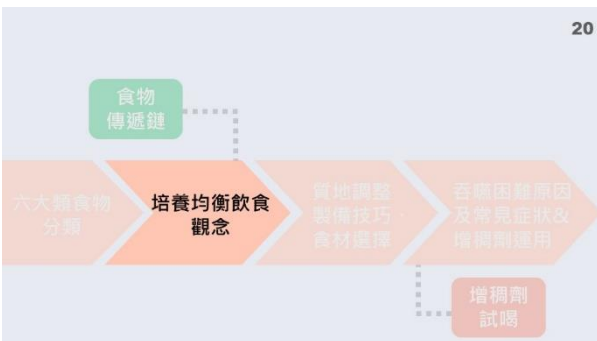 20
食物
傳遞鏈
六大類食物
分類
培養均衡飲食
觀念
質地調整
製備技巧、
食材選擇
吞嚥困難原因
及常見症狀&
增稠劑運用
增稠劑
試喝